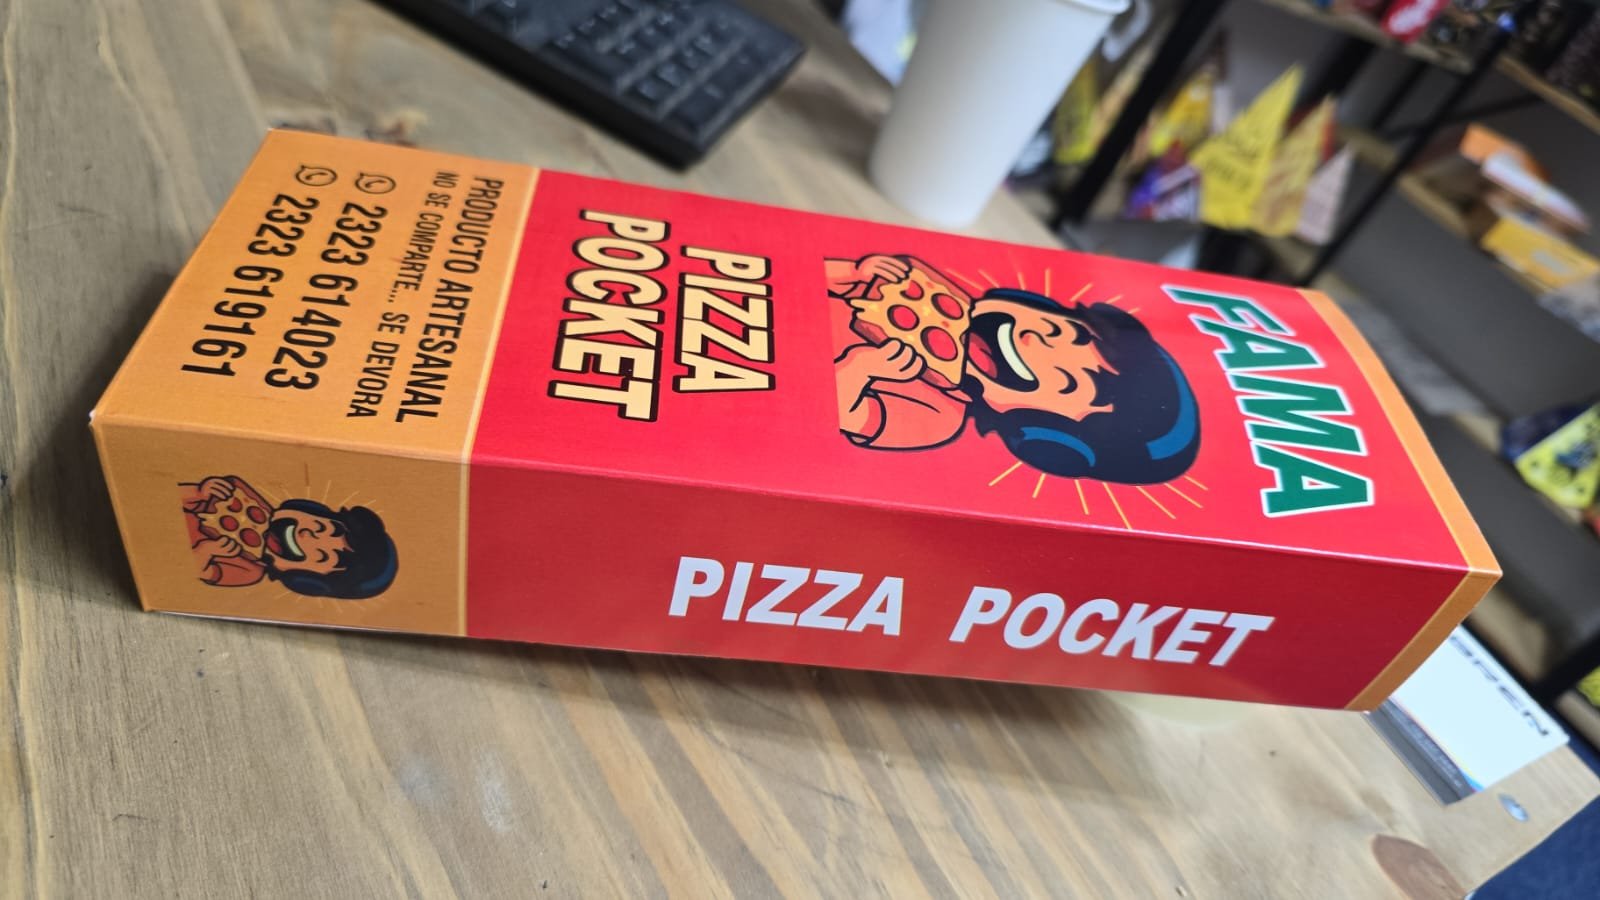 FAMA
PIZZA
POCKET
PRODUCTO ARTESANAL
NO SE COMPARTE... SE DEVORA
2323 614023
2323 619161
PIZZA POCKET